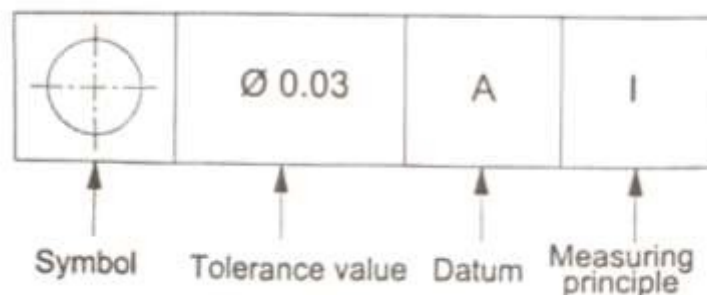 Ø 0.03 A I
Symbol Tolerance value Datum Measuring
principle